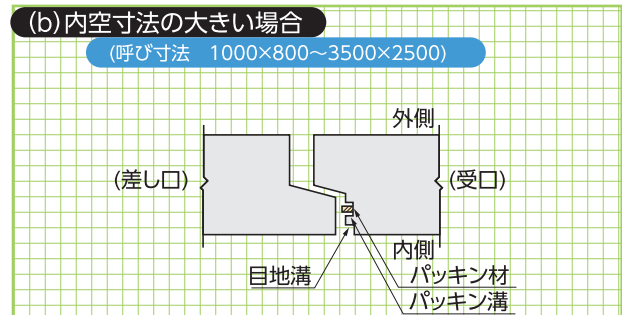 (b)内空寸法の大きい場合
(呼び寸法　1000×800～3500×2500)
外側
(差し口)
(受口)
内側
目地溝
パッキン材
パッキン溝